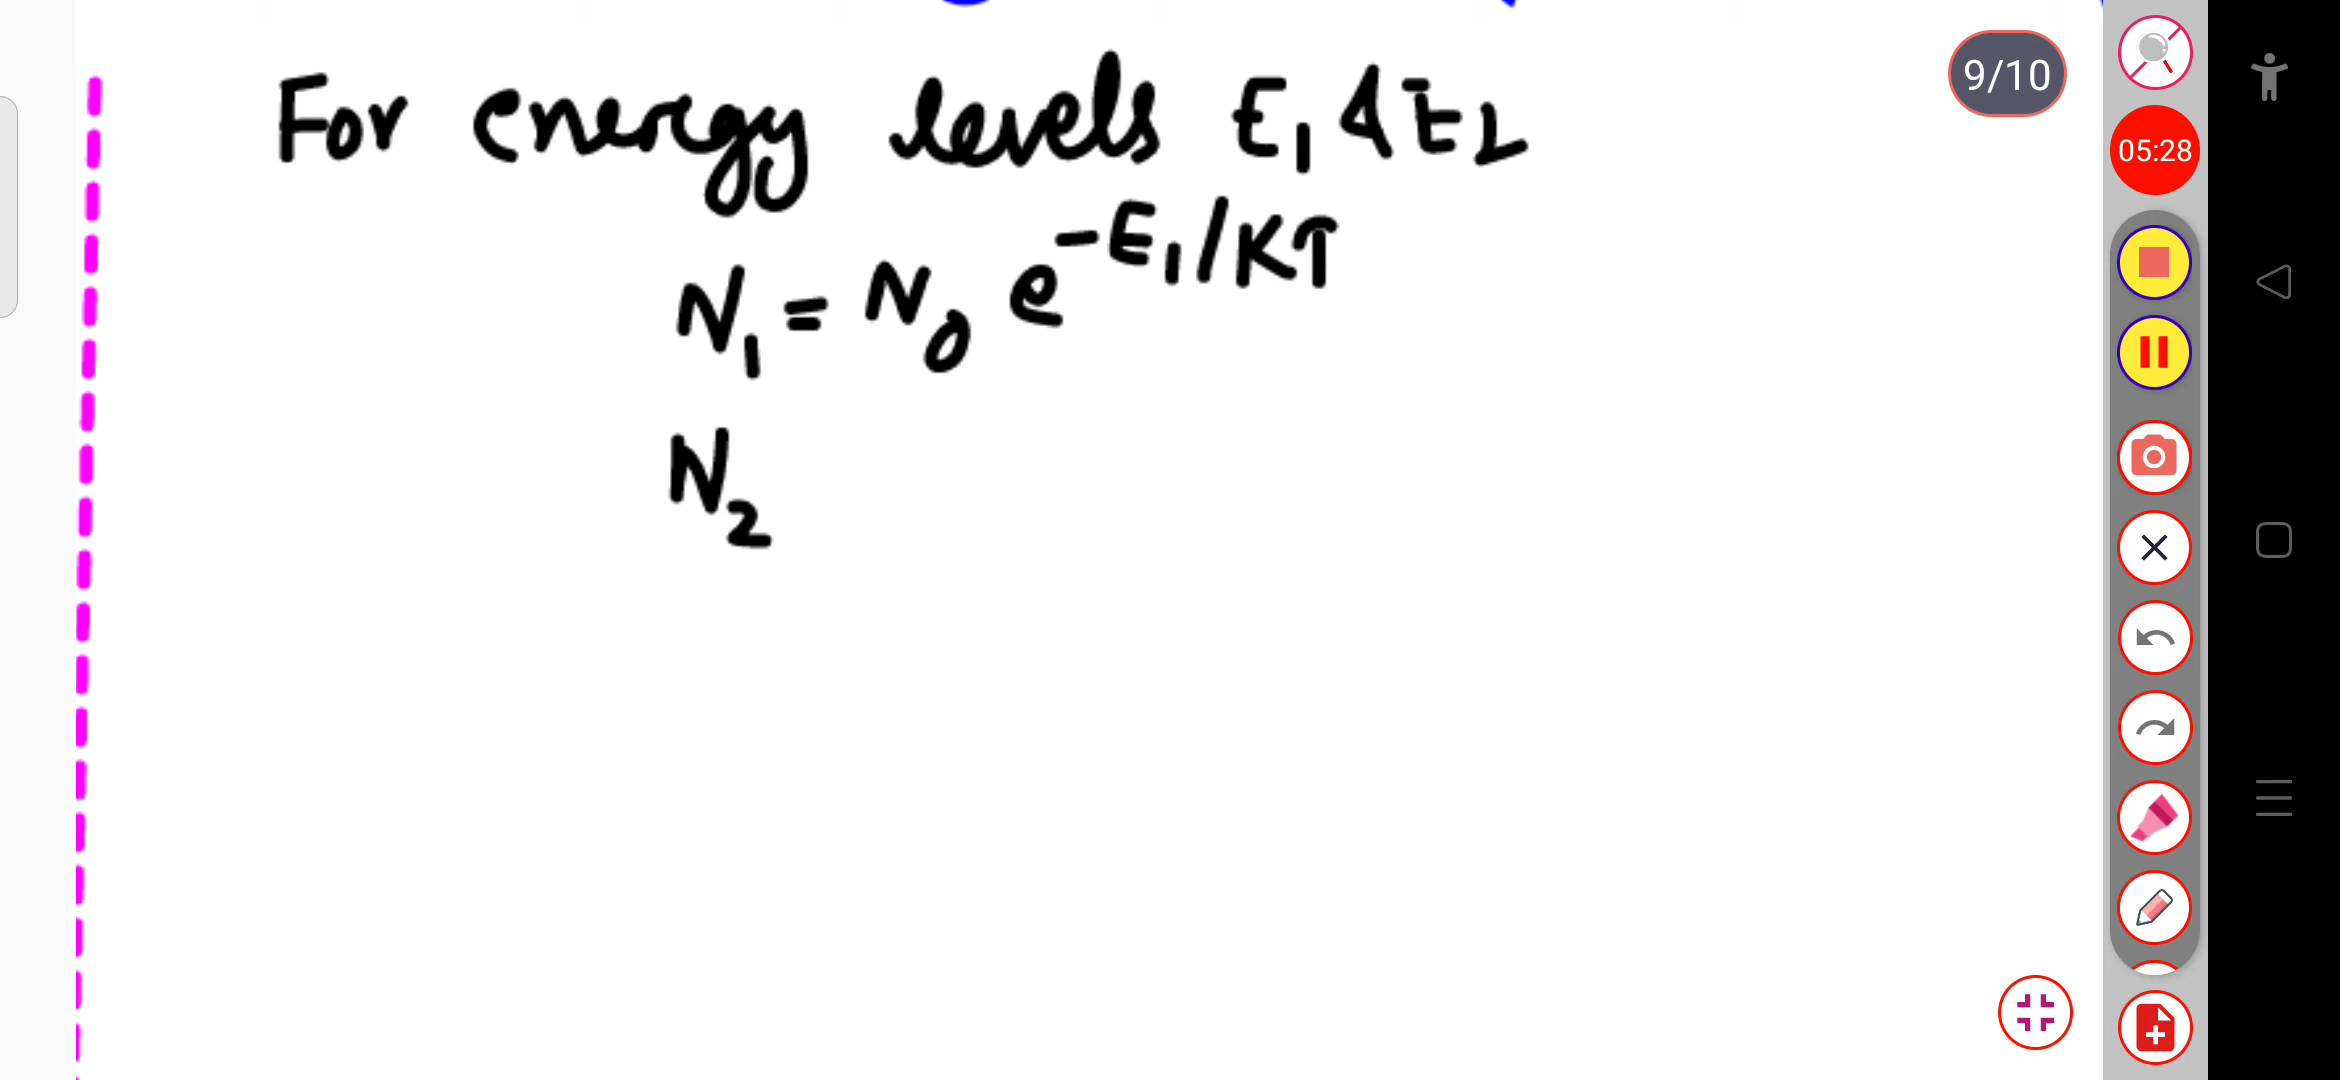 9/10
05:28
For energy levels E₁ & E₂
N₁ = N₀ e^(-E₁/KT)
N₂